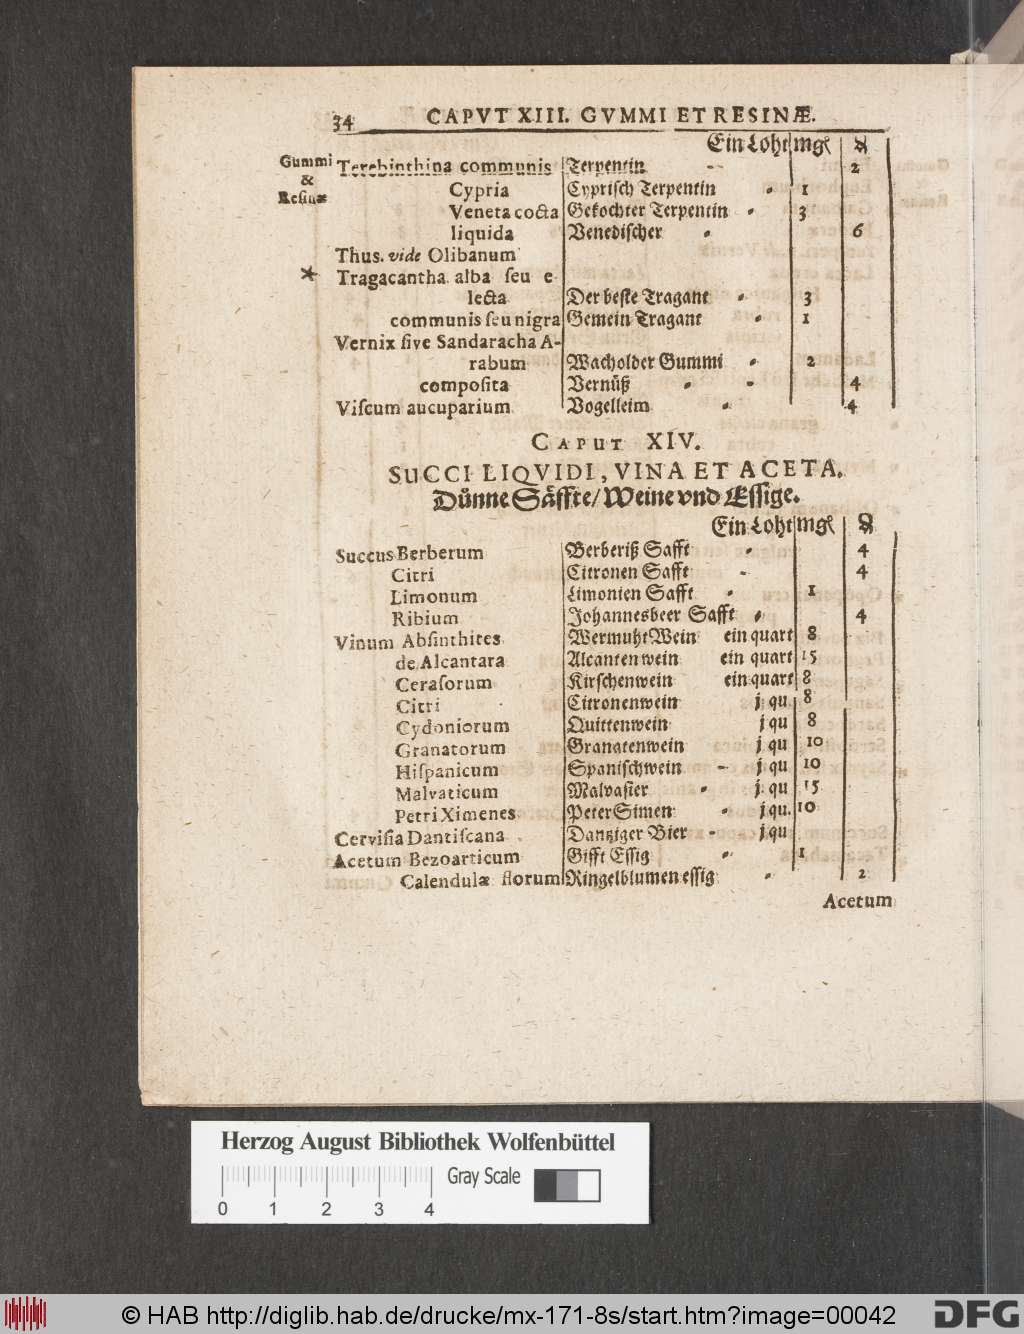 34 CAPVT XIII. GVMMI ET RESINÆ.
Ein Loht mgẻ ₰
Gummi
&
Resinæ
Terebinthina communis Terpentin 2
Cypria Cyprisch Terpentin 1
Veneta cocta Gekochter Terpentin 3
liquida Venedischer 6
Thus. vide Olibanum
* Tragacantha alba ſeu e-
lecta Der beſte Tragant 3
communis ſeu nigra Gemein Tragant 1
Vernix ſive Sandaracha A-
rabum Wacholder Gummi 2
compoſita Vernüß 4
Viſcum aucuparium Vogelleim 4
CAPUT XIV.
SUCCI LIQVIDI, VINA ET ACETA.
Dünne Säffte/ Weine vnd Eſſige.
Ein Loht mgẻ ₰
Succus Berberum Berberiß Safft 4
Citri Citronen Safft 4
Limonum Limonien Safft 1
Ribium Johannesbeer Safft 4
Vinum Abſinthites WermuhtWein ein quart 8
de Alcantara Alcantenwein ein quart 15
Ceraſorum Kirſchenwein ein quart 8
Citri Citronenwein j qu 8
Cydoniorum Quittenwein j qu 8
Granatorum Granatenwein j qu 10
Hiſpanicum Spaniſchwein j qu 10
Malvaticum Malvaſier j. qu 15
Petri Ximenes PeterSimen j qu. 10
Cerviſia Dantiſcana Dantziger Bier j qu
Acetum Bezoarticum Gifft Eſſig 1
Calendulæ florum Ringelblumen eſſig 2
Acetum
Herzog August Bibliothek Wolfenbüttel
Gray Scale
0 1 2 3 4
© HAB http://diglib.hab.de/drucke/mx-171-8s/start.htm?image=00042
DFG